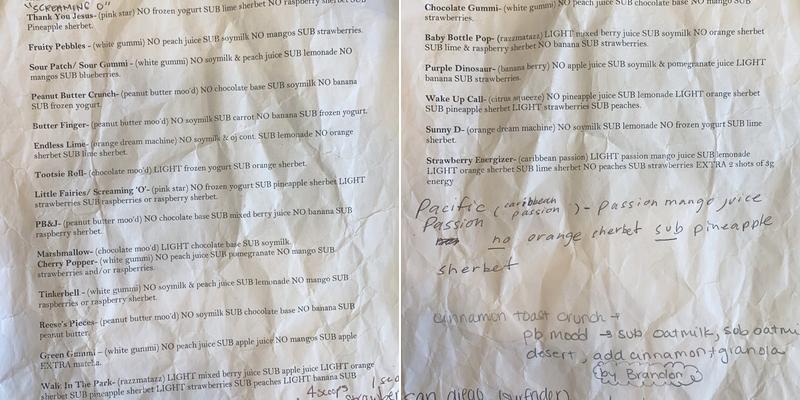 "SCREAMING O"
Thank You Jesus- (pink star) NO frozen yogurt SUB lime sherbet NO raspberry sherbet SUB
Pineapple sherbet.
Fruity Pebbles - (white gummi) NO peach juice SUB soymilk NO mangos SUB strawberries.
Sour Patch/ Sour Gummi - (white gummi) NO soymilk & peach juice SUB lemonade NO
mangos SUB blueberries.
Peanut Butter Crunch- (peanut butter moo'd) NO chocolate base SUB soymilk NO banana
SUB frozen yogurt.
Butter Finger- (peanut butter moo'd) NO soymilk SUB carrot NO banana SUB frozen yogurt.
Endless Lime- (orange dream machine) NO soymilk & oj cont. SUB lemonade NO orange
sherbet SUB lime sherbet.
Tootsie Roll- (chocolate moo'd) LIGHT frozen yogurt SUB orange sherbet.
Little Fairies/ Screaming 'O'- (pink star) NO frozen yogurt SUB pineapple sherbet LIGHT
strawberries SUB raspberries or raspberry sherbet.
PB&J- (peanut butter moo'd) NO chocolate base SUB mixed berry juice NO banana SUB
raspberry sherbet.
Marshmallow- (chocolate moo'd) LIGHT chocolate base SUB soymilk.
Cherry Popper- (white gummi) NO peach juice SUB pomegranate NO mango SUB
strawberries and/or raspberries.
Tinkerbell - (white gummi) NO soymilk & peach juice SUB lemonade NO mango SUB
raspberries or raspberry sherbet.
Reese's Pieces- (peanut butter moo'd) NO soymilk SUB chocolate base NO banana SUB
peanut butter.
Green Gummi - (white gummi) NO peach juice SUB apple juice NO mangos SUB apple
EXTRA matcha.
Walk In The Park- (razzmatazz) LIGHT mixed berry juice SUB apple juice LIGHT orange
sherbet SUB pineapple sherbet LIGHT strawberries SUB peaches LIGHT banana SUB
4 scoops
Chocolate Gummi- (white gummi) NO peach juice SUB chocolate base NO mango SUB
strawberries.
Baby Bottle Pop- (razzmatazz) LIGHT mixed berry juice SUB soymilk NO orange sherbet
SUB lime & raspberry sherbet NO banana SUB strawberries.
Purple Dinosaur- (banana berry) NO apple juice SUB soymilk & pomegranate juice LIGHT
banana SUB strawberries.
Wake Up Call- (citrus squeeze) NO pineapple juice SUB lemonade LIGHT orange sherbet
SUB pineapple sherbet LIGHT strawberries SUB peaches.
Sunny D- (orange dream machine) NO soymilk SUB lemonade NO frozen yogurt SUB lime
sherbet.
Strawberry Energizer- (caribbean passion) LIGHT passion mango juice SUB lemonade
LIGHT orange sherbet SUB lime sherbet NO peaches SUB strawberries EXTRA 2 shots of 3g
energy
Pacific Passion (caribbean passion) - passion mango juice
no orange sherbet sub pineapple
sherbet
cinnamon toast crunch →
pb mood → sub oatmilk, sub oatmi
desert, add cinnamon + granola
by Brandon